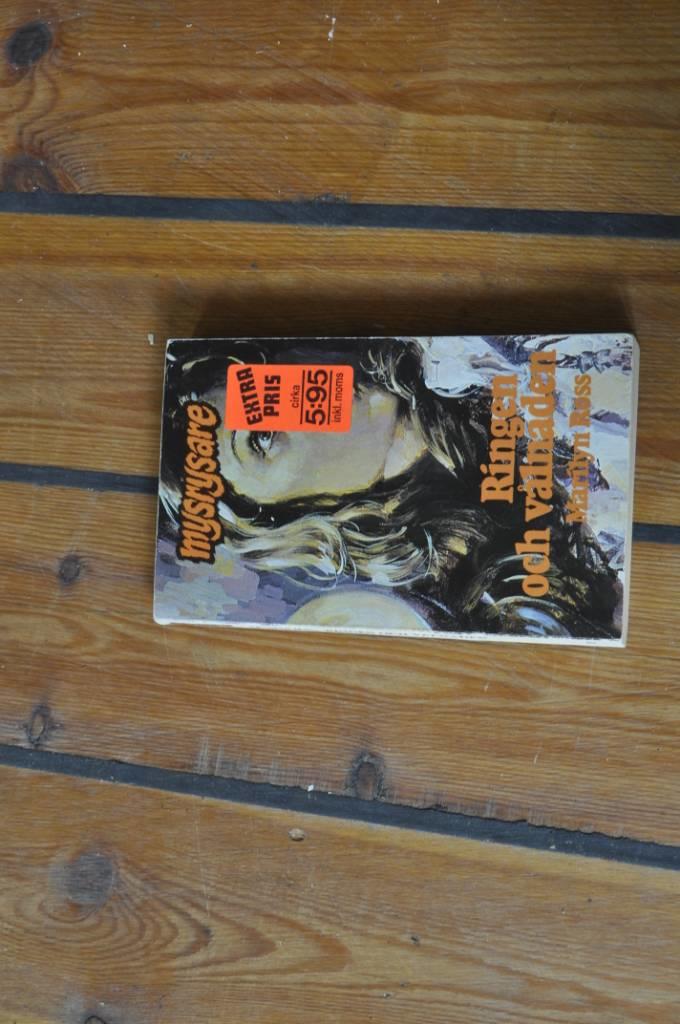 mysrysare
EXTRA
PRIS
cirka
5:95
inkl. moms
Ringen
och vålnaden
Marilyn Ross